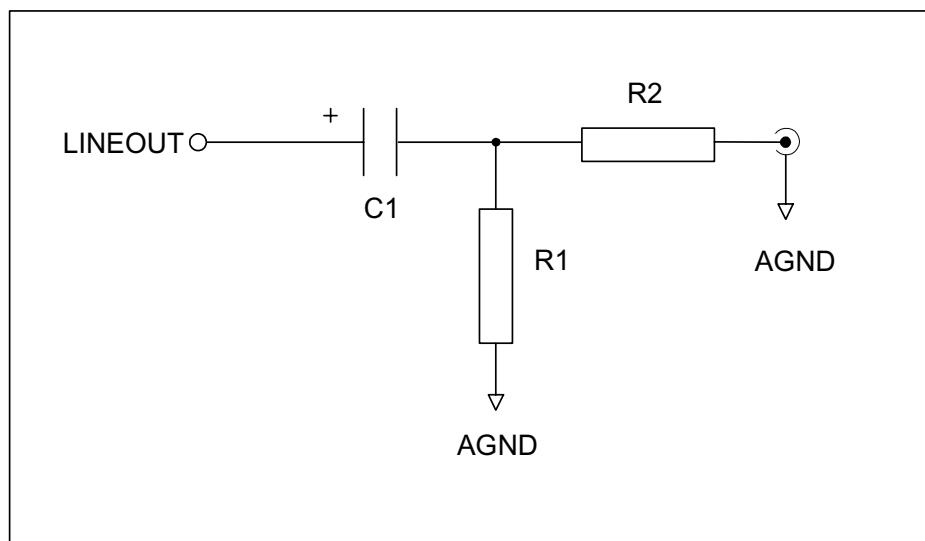 R2
+
LINEOUT
C1
R1
AGND
AGND